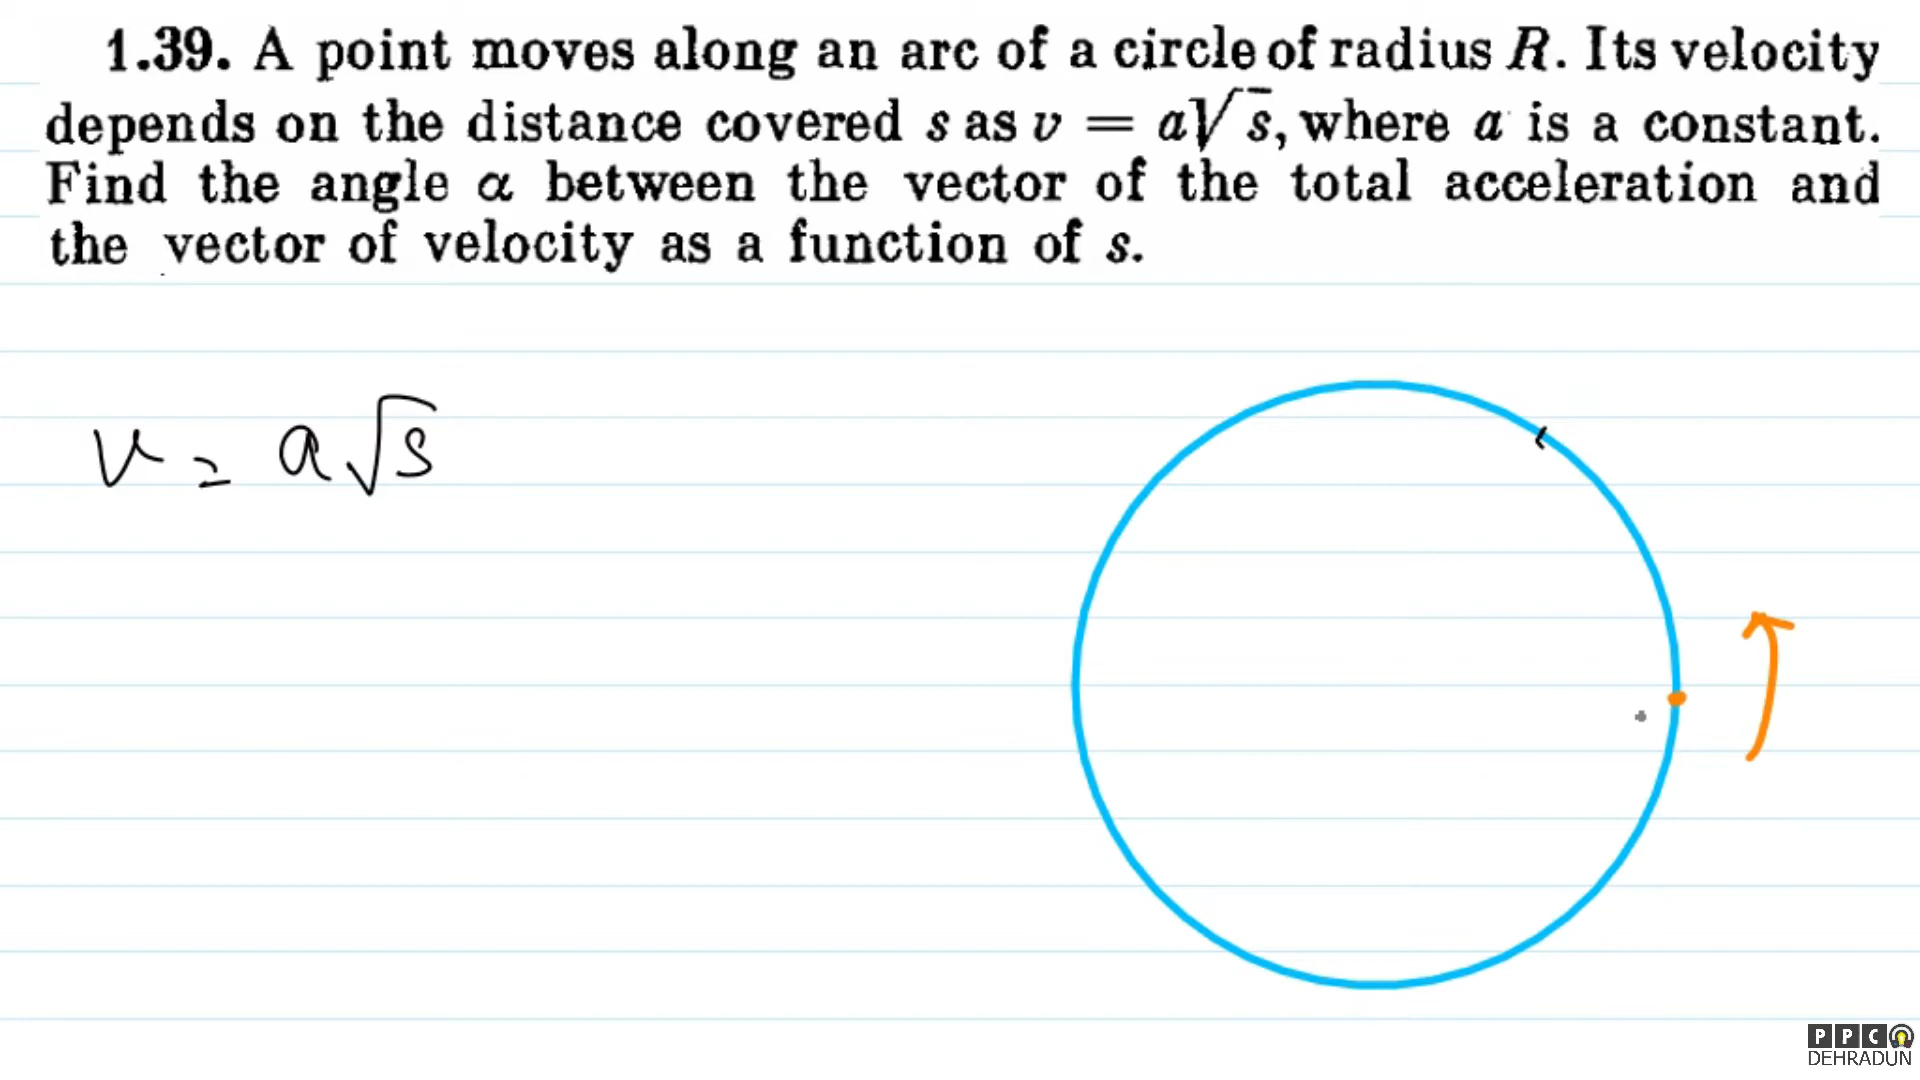 1.39. A point moves along an arc of a circle of radius R. Its velocity
depends on the distance covered s as v = a√s, where a is a constant.
Find the angle α between the vector of the total acceleration and
the vector of velocity as a function of s.
v = a√s
PPC
DEHRADUN